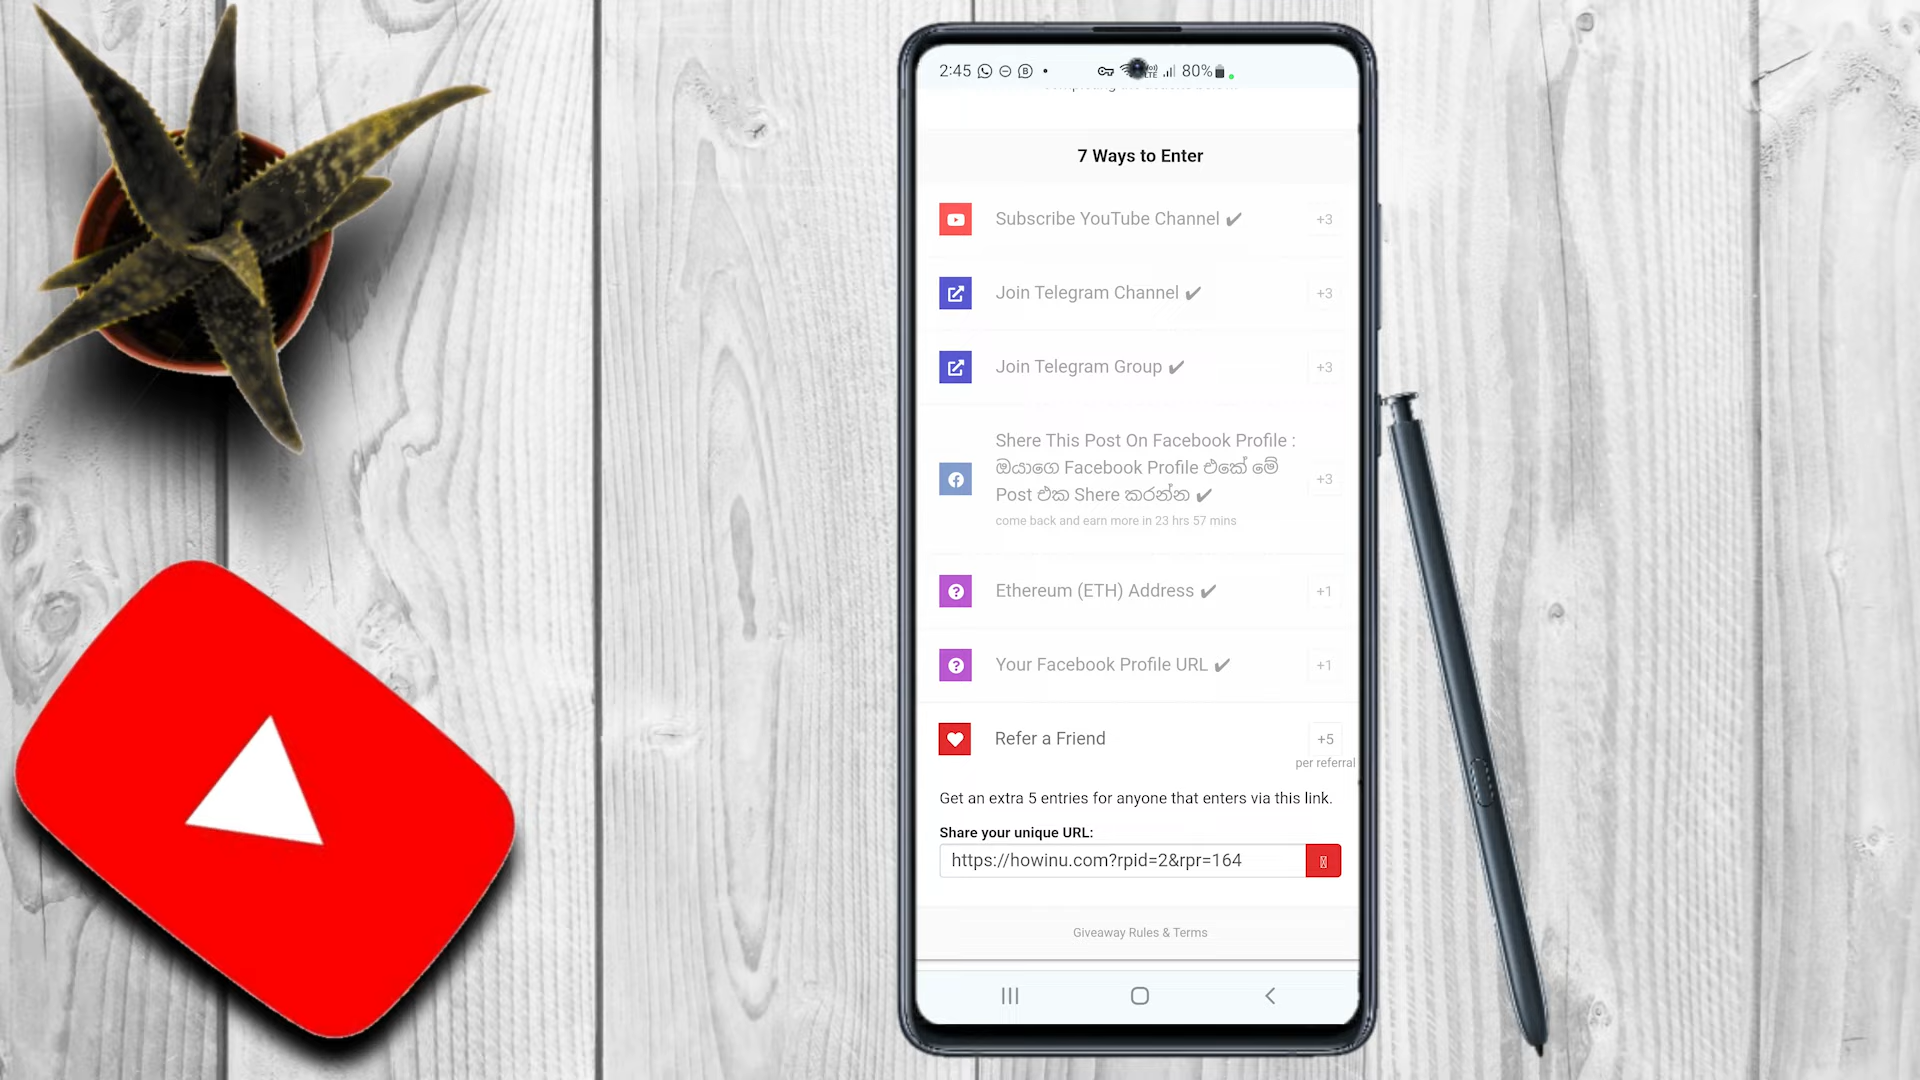 2:45 80%
7 Ways to Enter
Subscribe YouTube Channel ✔ +3
Join Telegram Channel ✔ +3
Join Telegram Group ✔ +3
Shere This Post On Facebook Profile :
ඔයාගෙ Facebook Profile එකේ මේ
Post එක Shere කරන්න ✔ +3
come back and earn more in 23 hrs 57 mins
Ethereum (ETH) Address ✔ +1
Your Facebook Profile URL ✔ +1
Refer a Friend +5
per referral
Get an extra 5 entries for anyone that enters via this link.
Share your unique URL:
https://howinu.com?rpid=2&rpr=164
Giveaway Rules & Terms